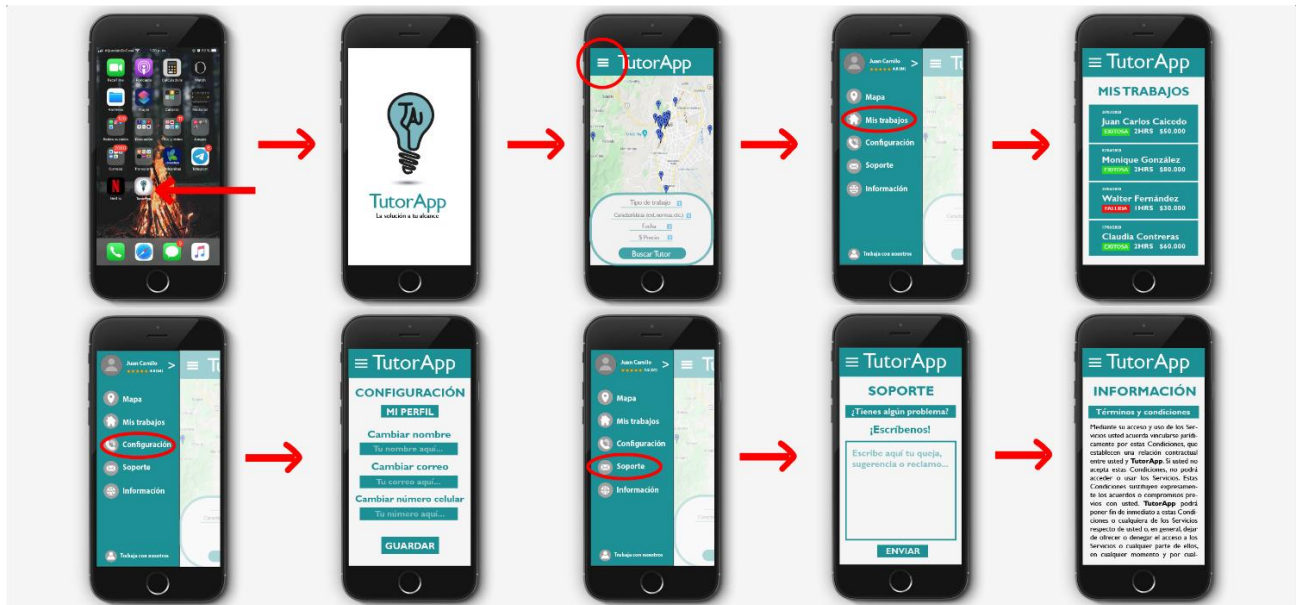 TutorApp
TutorApp
La solución a tu alcance
≡ TutorApp
Tipo de trabajo
Características (ext, norma, etc.)
Fecha
$ Precio
Buscar Tutor
Juan Camilo >
Mapa
Mis trabajos
Configuración
Soporte
Información
Trabaja con nosotros
≡ TutorApp
MIS TRABAJOS
Juan Carlos Caicedo
EXITOSA 2HRS $50.000
Monique González
EXITOSA 2HRS $80.000
Walter Fernández
FALLIDA 1HRS $30.000
Claudia Contreras
EXITOSA 2HRS $60.000
Juan Camilo >
Mapa
Mis trabajos
Configuración
Soporte
Información
Trabaja con nosotros
≡ TutorApp
CONFIGURACIÓN
MI PERFIL
Cambiar nombre
Tu nombre aquí...
Cambiar correo
Tu correo aquí...
Cambiar número celular
Tu número aquí...
GUARDAR
Juan Camilo >
Mapa
Mis trabajos
Configuración
Soporte
Información
Trabaja con nosotros
≡ TutorApp
SOPORTE
¿Tienes algún problema?
¡Escríbenos!
Escribe aquí tu queja,
sugerencia o reclamo...
ENVIAR
≡ TutorApp
INFORMACIÓN
Términos y condiciones
Mediante su acceso y uso de los Ser-
vicios usted acuerda vincularse jurídi-
camente por estas Condiciones, que
establecen una relación contractual
entre usted y TutorApp. Si usted no
acepta estas Condiciones, no podrá
acceder o usar los Servicios. Estas
Condiciones sustituyen expresamen-
te los acuerdos o compromisos pre-
vios con usted. TutorApp podrá
poner fin de inmediato a estas Condi-
ciones o cualquiera de los Servicios
respecto de usted o, en general, dejar
de ofrecer o denegar el acceso a los
Servicios o cualquier parte de ellos,
en cualquier momento y por cual-